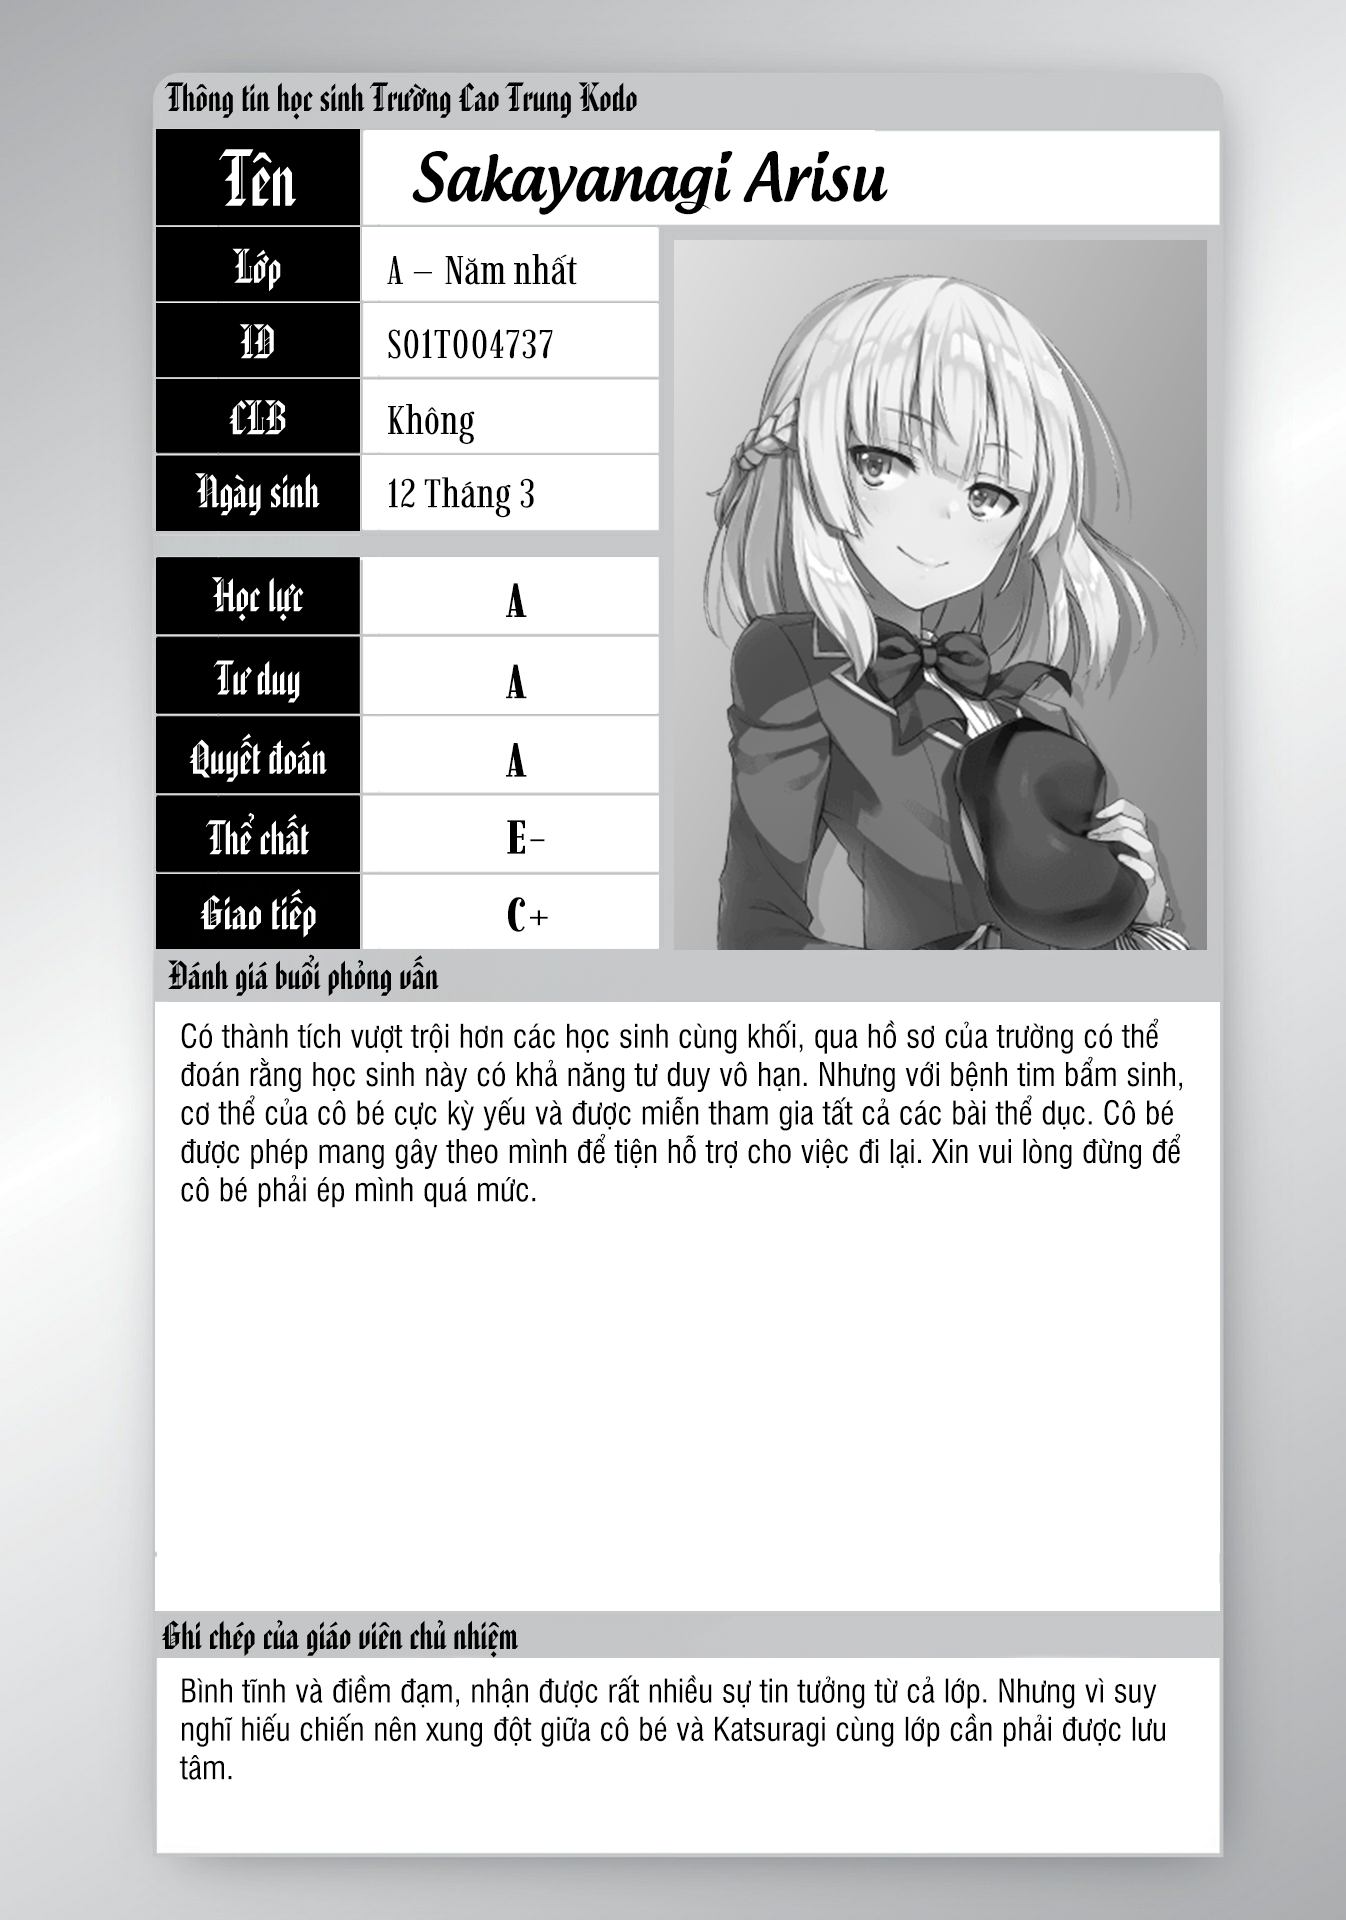 Thông tin học sinh Trường Cao Trung Kodo
Tên Sakayanagi Arisu
Lớp A – Năm nhất
ID S01T004737
CLB Không
Ngày sinh 12 Tháng 3
Học lực A
Tư duy A
Quyết đoán A
Thể chất E-
Giao tiếp C+
Đánh giá buổi phỏng vấn
Có thành tích vượt trội hơn các học sinh cùng khối, qua hồ sơ của trường có thể
đoán rằng học sinh này có khả năng tư duy vô hạn. Nhưng với bệnh tim bẩm sinh,
cơ thể của cô bé cực kỳ yếu và được miễn tham gia tất cả các bài thể dục. Cô bé
được phép mang gây theo mình để tiện hỗ trợ cho việc đi lại. Xin vui lòng đừng để
cô bé phải ép mình quá mức.
Ghi chép của giáo viên chủ nhiệm
Bình tĩnh và điềm đạm, nhận được rất nhiều sự tin tưởng từ cả lớp. Nhưng vì suy
nghĩ hiếu chiến nên xung đột giữa cô bé và Katsuragi cùng lớp cần phải được lưu
tâm.